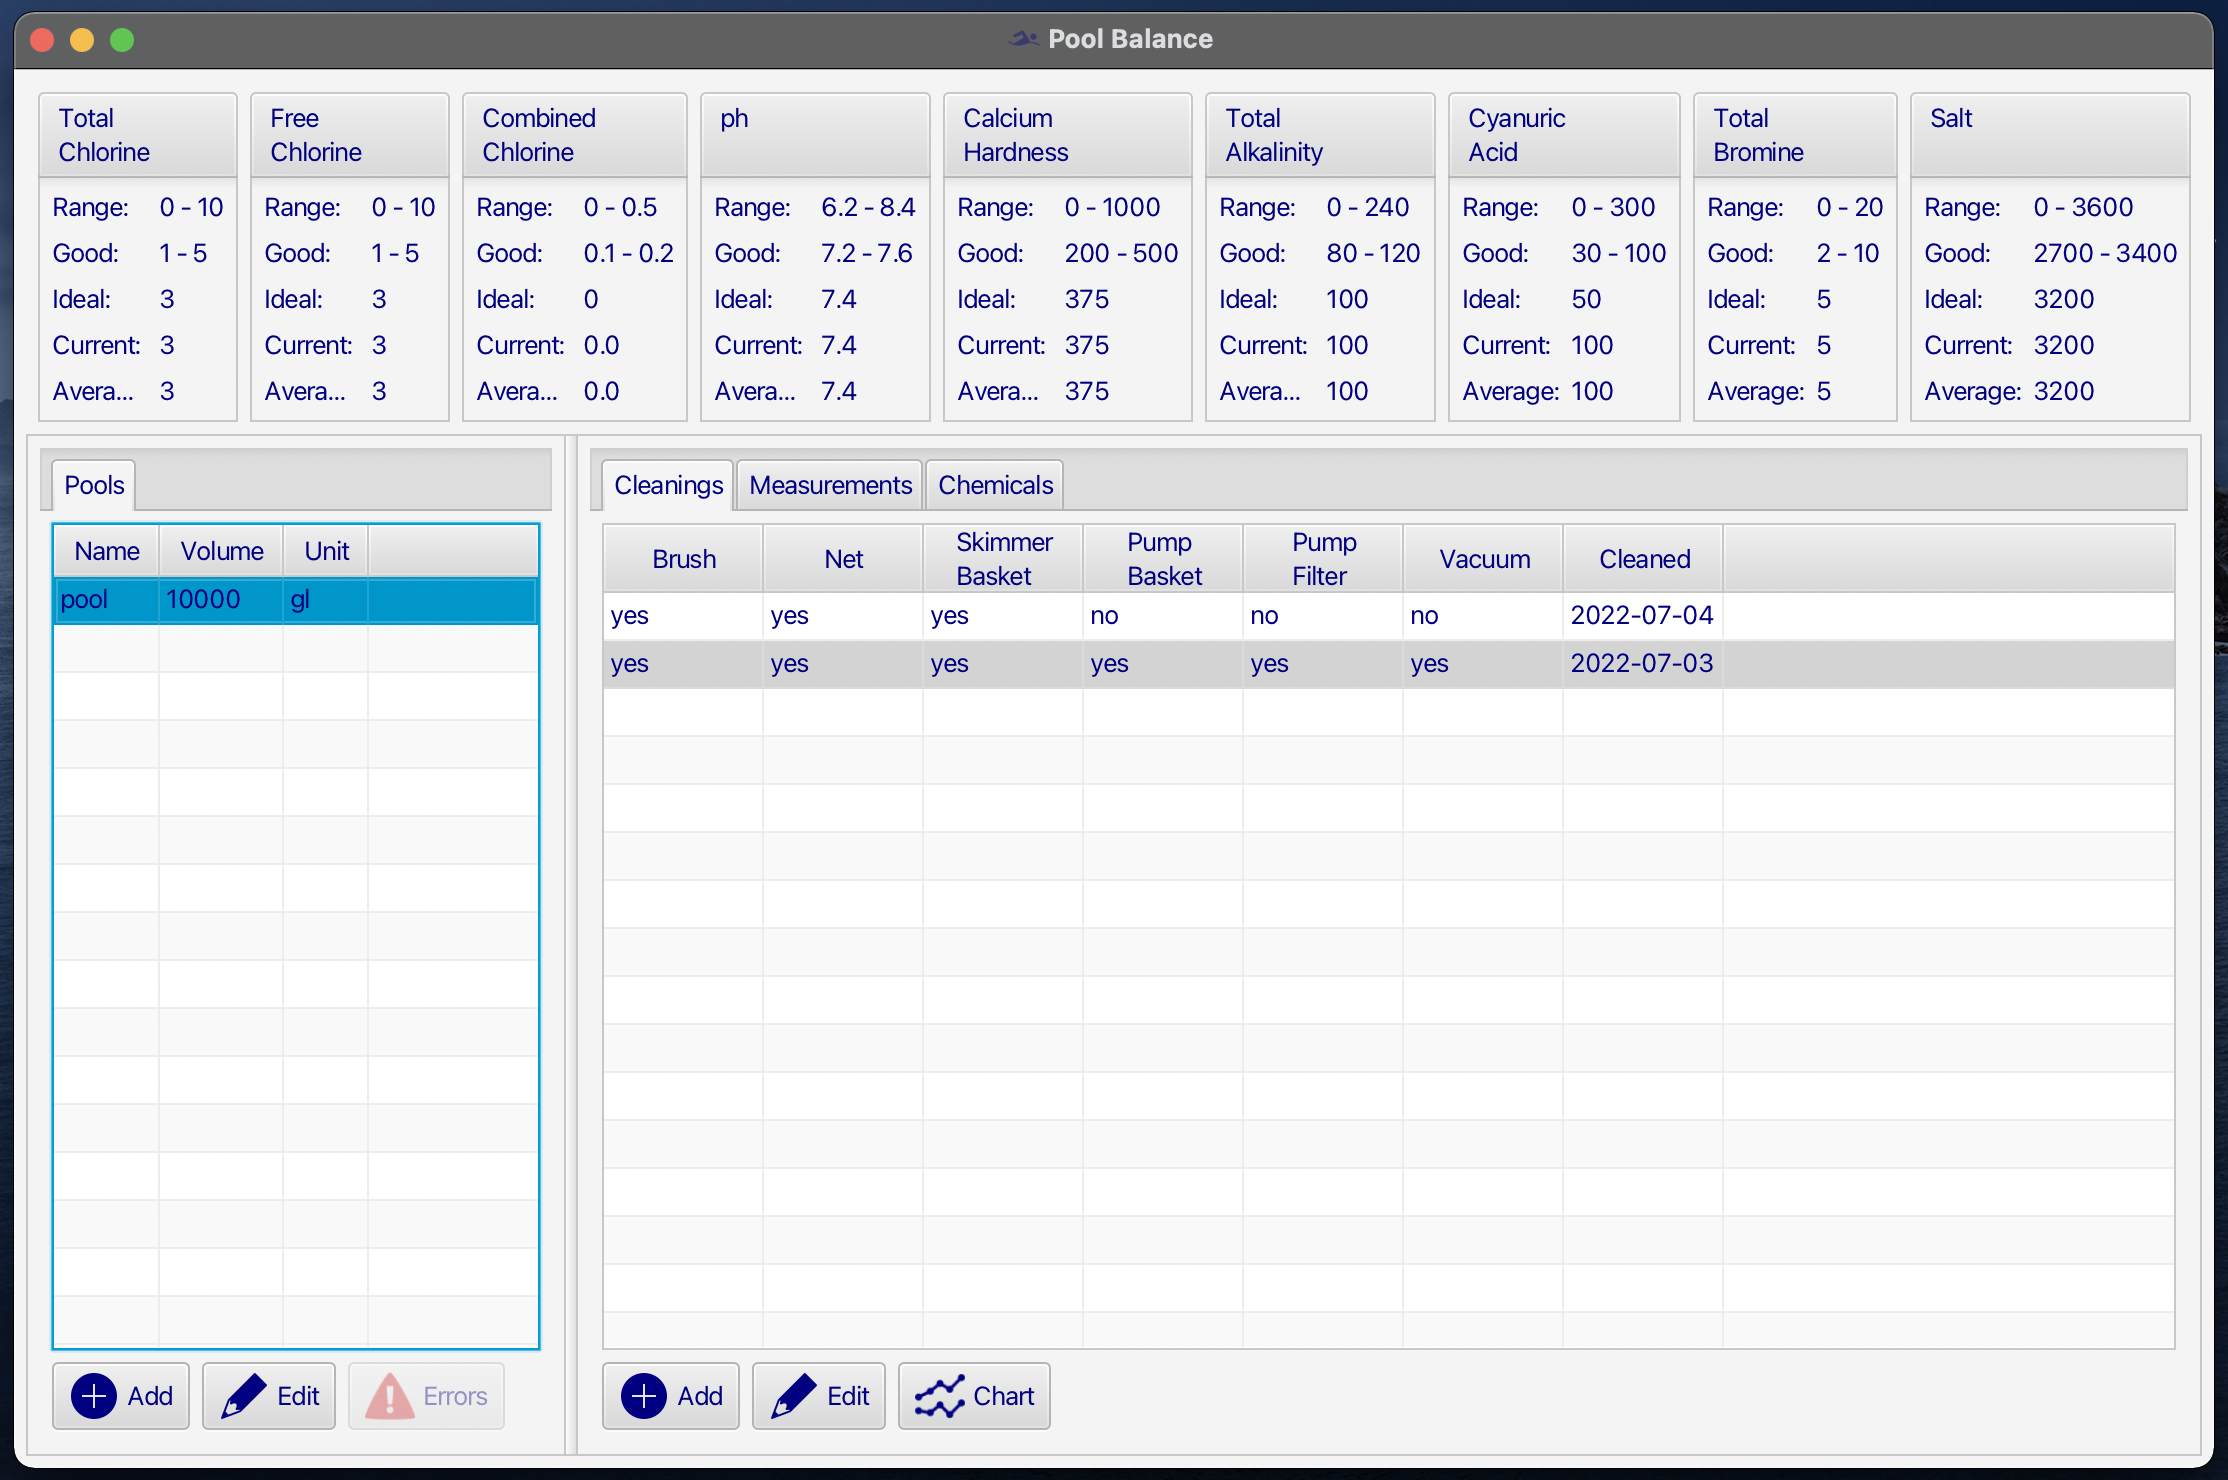 Pool Balance
Total
Chlorine
Range: 0 - 10
Good: 1 - 5
Ideal: 3
Current: 3
Avera... 3
Free
Chlorine
Range: 0 - 10
Good: 1 - 5
Ideal: 3
Current: 3
Avera... 3
Combined
Chlorine
Range: 0 - 0.5
Good: 0.1 - 0.2
Ideal: 0
Current: 0.0
Avera... 0.0
ph
Range: 6.2 - 8.4
Good: 7.2 - 7.6
Ideal: 7.4
Current: 7.4
Avera... 7.4
Calcium
Hardness
Range: 0 - 1000
Good: 200 - 500
Ideal: 375
Current: 375
Avera... 375
Total
Alkalinity
Range: 0 - 240
Good: 80 - 120
Ideal: 100
Current: 100
Avera... 100
Cyanuric
Acid
Range: 0 - 300
Good: 30 - 100
Ideal: 50
Current: 100
Average: 100
Total
Bromine
Range: 0 - 20
Good: 2 - 10
Ideal: 5
Current: 5
Average: 5
Salt
Range: 0 - 3600
Good: 2700 - 3400
Ideal: 3200
Current: 3200
Average: 3200
Pools
Name Volume Unit
pool 10000 gl
Add Edit Errors
Cleanings Measurements Chemicals
Brush Net Skimmer Basket Pump Basket Pump Filter Vacuum Cleaned
yes yes yes no no no 2022-07-04
yes yes yes yes yes yes 2022-07-03
Add Edit Chart